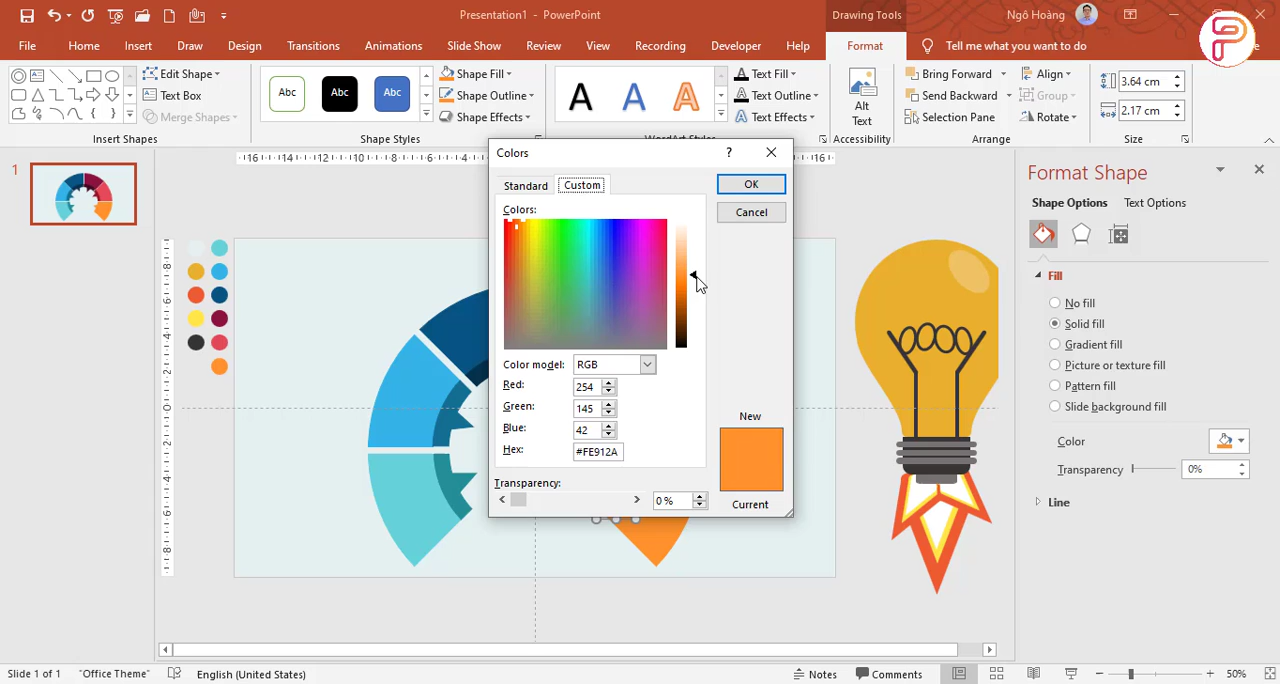 Presentation1 - PowerPoint
Drawing Tools
Ngô Hoàng
File Home Insert Draw Design Transitions Animations Slide Show Review View Recording Developer Help Format Tell me what you want to do
Edit Shape
Text Box
Merge Shapes
Insert Shapes
Abc Abc Abc
Shape Fill
Shape Outline
Shape Effects
Shape Styles
A A A
Text Fill
Text Outline
Text Effects
WordArt Styles
Alt
Text
Accessibility
Bring Forward
Send Backward
Selection Pane
Align
Group
Rotate
Arrange
3.64 cm
2.17 cm
Size
1
Colors
?
Standard Custom
OK
Cancel
Colors:
Color model: RGB
Red: 254
Green: 145
Blue: 42
Hex: #FE912A
Transparency:
0 %
New
Current
Format Shape
Shape Options Text Options
Fill
No fill
Solid fill
Gradient fill
Picture or texture fill
Pattern fill
Slide background fill
Color
Transparency 0%
Line
Slide 1 of 1 "Office Theme" English (United States) Notes Comments 50%